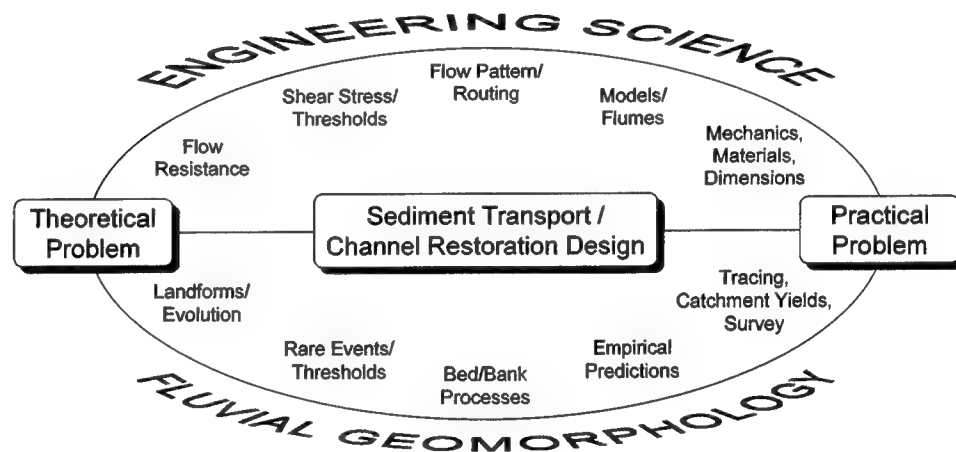 ENGINEERING SCIENCE
Flow Pattern/
Routing
Shear Stress/
Thresholds
Models/
Flumes
Flow
Resistance
Mechanics,
Materials,
Dimensions
Theoretical
Problem
Sediment Transport /
Channel Restoration Design
Practical
Problem
Landforms/
Evolution
Tracing,
Catchment Yields,
Survey
Rare Events/
Thresholds
Bed/Bank
Processes
Empirical
Predictions
FLUVIAL GEOMORPHOLOGY